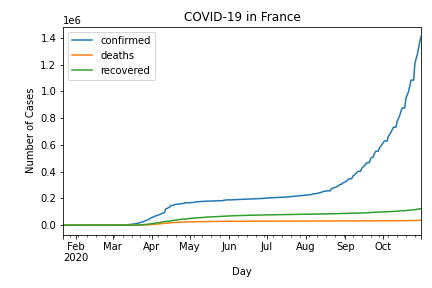 COVID-19 in France
1e6
confirmed
deaths
recovered
Number of Cases
1.4
1.2
1.0
0.8
0.6
0.4
0.2
0.0
Feb Mar Apr May Jun Jul Aug Sep Oct
2020
Day